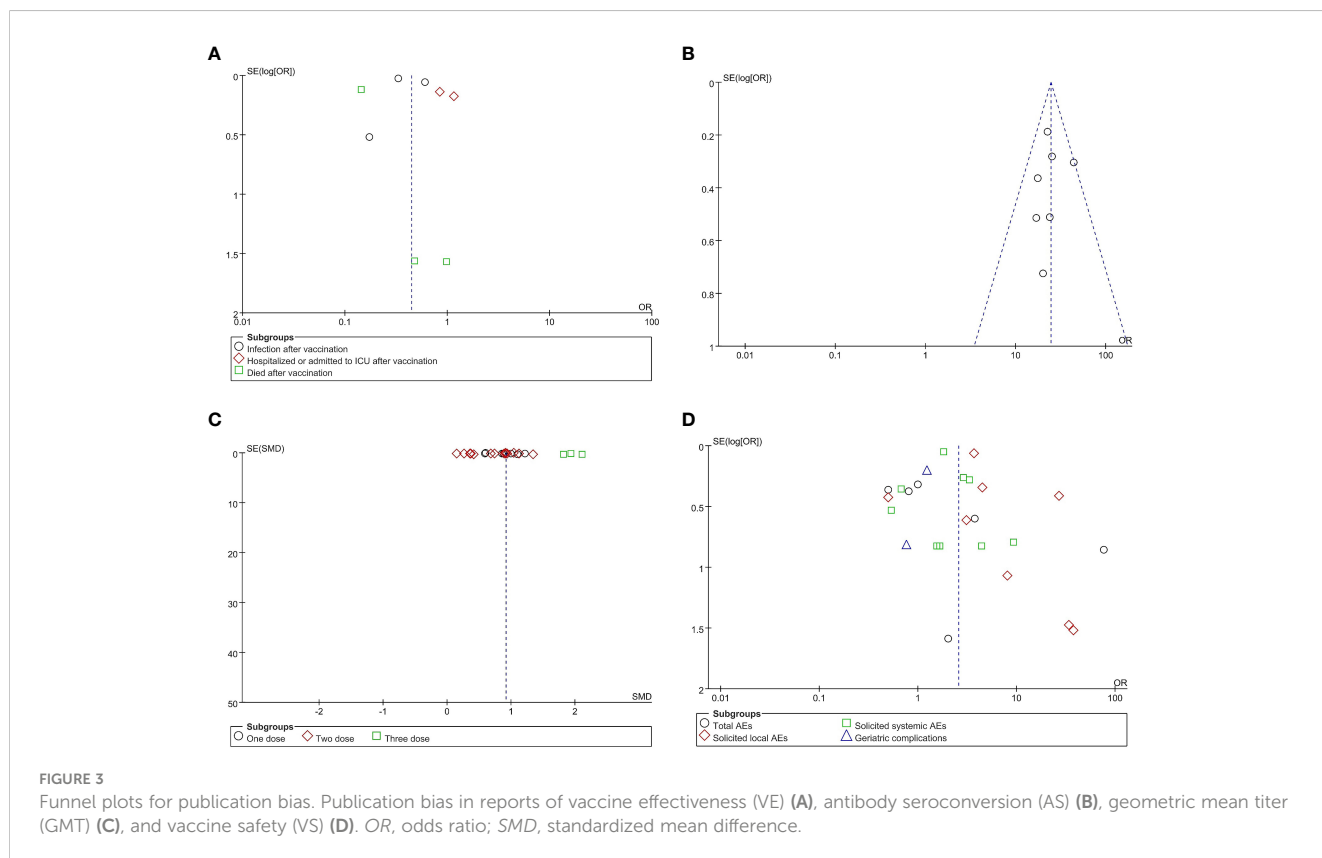 A
SE(log[OR])
0
0.5
1
1.5
2
0.01
0.1
1
10
100
OR
Subgroups
Infection after vaccination
Hospitalized or admitted to ICU after vaccination
Died after vaccination
B
SE(log[OR])
0
0.2
0.4
0.6
0.8
1
0.01
0.1
1
10
100
OR
C
SE(SMD)
0
10
20
30
40
50
-2
-1
0
1
2
SMD
Subgroups
One dose Two dose Three dose
D
SE(log[OR])
0
0.5
1
1.5
2
0.01
0.1
1
10
100
OR
Subgroups
Total AEs Solicited systemic AEs
Solicited local AEs Geriatric complications
FIGURE 3
Funnel plots for publication bias. Publication bias in reports of vaccine effectiveness (VE) (A), antibody seroconversion (AS) (B), geometric mean titer
(GMT) (C), and vaccine safety (VS) (D). OR, odds ratio; SMD, standardized mean difference.